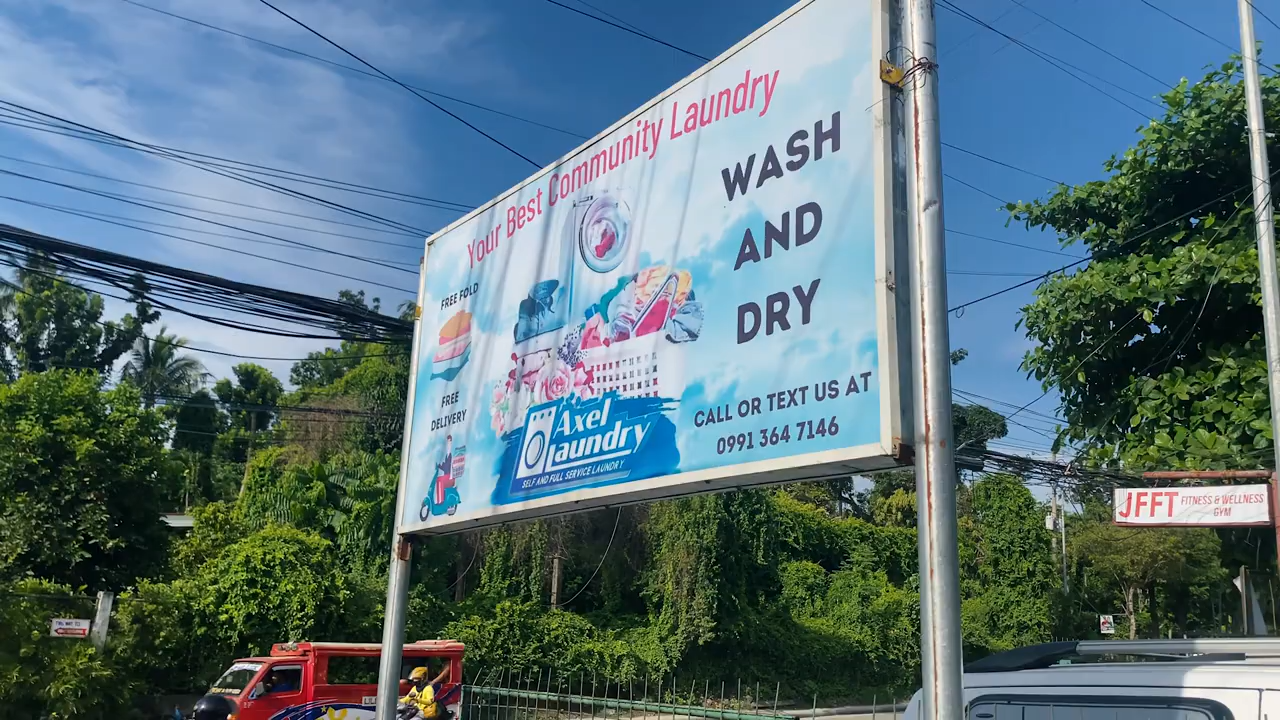 Your Best Community Laundry
WASH
AND
DRY
FREE FOLD
FREE
DELIVERY
Axel
laundry
SELF AND FULL SERVICE LAUNDRY
CALL OR TEXT US AT
0991 364 7146
JFFT FITNESS & WELLNESS
GYM